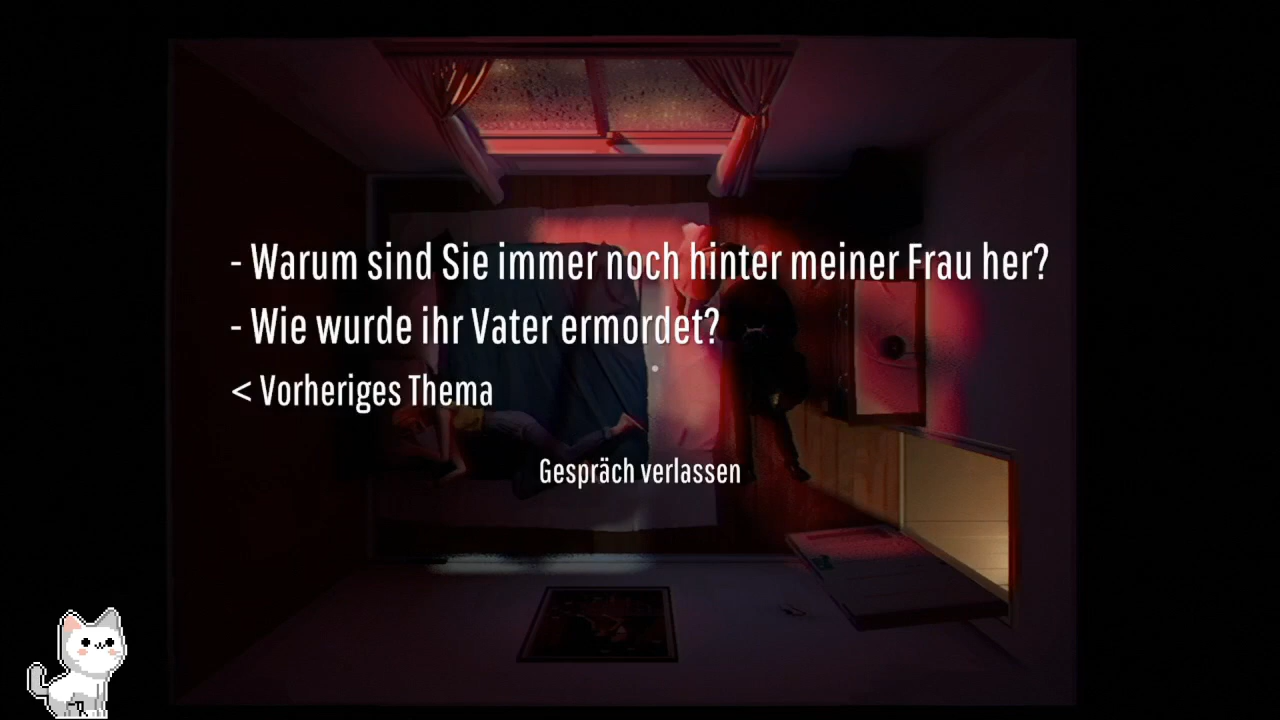 - Warum sind Sie immer noch hinter meiner Frau her?
- Wie wurde ihr Vater ermordet?
< Vorheriges Thema
Gespräch verlassen